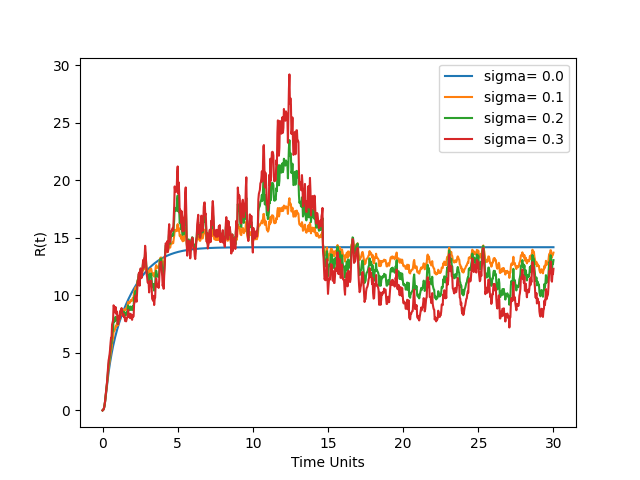 30
25
20
15
10
5
0
R(t)
sigma= 0.0
sigma= 0.1
sigma= 0.2
sigma= 0.3
0 5 10 15 20 25 30
Time Units